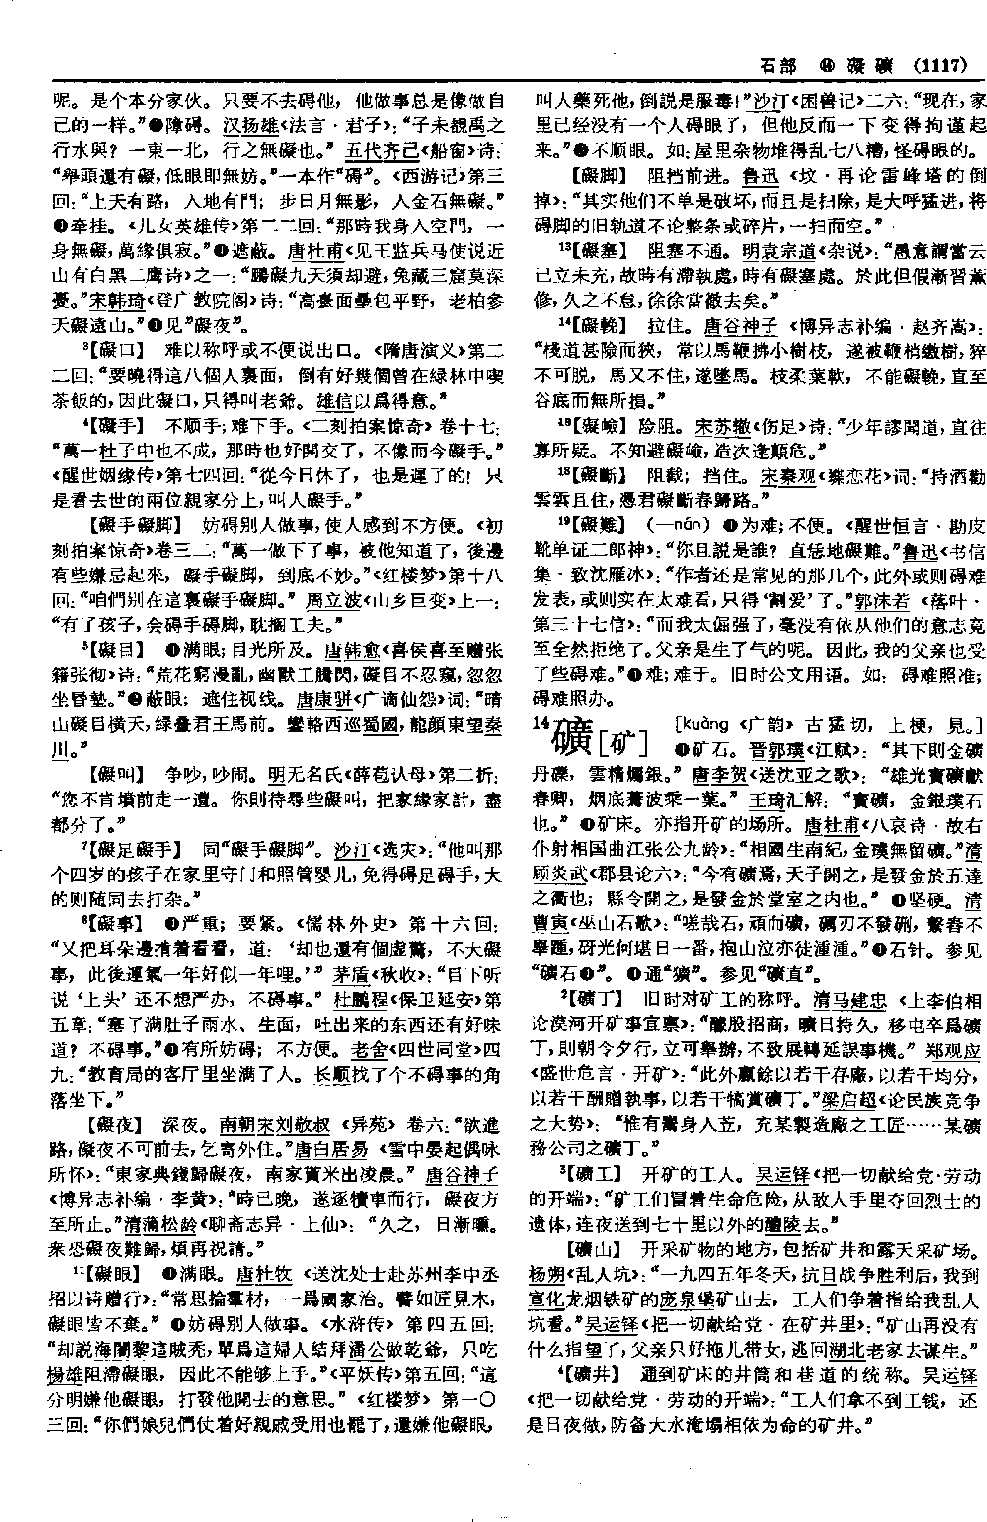 石部 ⑭ 礙礦 (1117)
呢。是个本分家伙。只要不去碍他，他做事总是像做自
己的一样。”❷障碍。汉扬雄《法言·君子》：“子未覩禹之
行水與？一東一北，行之無礙也。”五代齐己《船窗》诗：
“舉頭還有礙，低眼即無妨。”一本作“碍”。《西游记》第三
回：“上天有路，入地有門；步日月無影，入金石無礙。”
牵挂。《儿女英雄传》第二二回：“那時我身入空門，一
身無礙，萬緣俱寂。”遮蔽。唐杜甫《见王监兵马使说近
山有白黑二鹰诗》之一：“鵬礙九天須却避，兔藏三窟莫深
憂。”宋韩琦《登广教院阁》诗：“高臺面壘包平野，老柏參
天礙遠山。”见“礙夜”。
³【礙口】 难以称呼或不便说出口。《隋唐演义》第二
二回：“要曉得這八個人裏面，倒有好幾個曾在緑林中喫
茶飯的，因此礙口，只得叫老爺。雄信以爲得意。”
⁴【礙手】 不顺手；难下手。《二刻拍案惊奇》卷十七：
“萬一杜子中也不成，那時也好開交了，不像而今礙手。”
《醒世姻缘传》第七四回：“從今日休了，也是遲了的！只
是看去世的兩位親家分上，叫人礙手。”
【礙手礙脚】 妨碍别人做事，使人感到不方便。《初
刻拍案惊奇》卷三二：“萬一做下了事，被他知道了，後邊
有些嫌忌起來，礙手礙脚，到底不妙。”《红楼梦》第十八
回：“咱們别在這裏礙手礙脚。”周立波《山乡巨变》上一：
“有了孩子，会碍手碍脚，耽搁工夫。”
⁵【礙目】 ❶满眼；目光所及。唐韩愈《喜侯喜至赠张
籍张彻》诗：“荒花窮漫亂，幽獸工騰閃，礙目不忍窺，忽忽
坐昏墊。”❷蔽眼；遮住视线。唐康骈《广谪仙怨》词：“晴
山礙目横天，緑疊君王馬前。鑾輅西巡蜀國，龍顔東望秦
川。”
【礙叫】 争吵，吵闹。明无名氏《薛苞认母》第二折：
“您不肯墳前走一遭。你則待尋些礙叫，把家緣家計，盡
都分了。”
⁷【礙足礙手】 同“礙手礙脚”。沙汀《选灾》：“他叫那
个四岁的孩子在家里守门和照管婴儿，免得碍足碍手，大
的则随同去打杂。”
⁸【礙事】 ❶严重；要紧。《儒林外史》第十六回：
“又把耳朵邊掯着看看，道：‘却也還有個虚驚，不大礙
事，此後運氣一年好似一年哩。’”茅盾《秋收》：“目下听
说‘上头’还不想严办，不碍事。”杜鹏程《保卫延安》第
五章：“塞了满肚子雨水、生面，吐出来的东西还有好味
道？不碍事。”❷有所妨碍；不方便。老舍《四世同堂》四
九：“教育局的客厅里坐满了人。长顺找了个不碍事的角
落坐下。”
【礙夜】 深夜。南朝宋刘敬叔《异苑》卷六：“欲進
路，礙夜不可前去，乞寄外住。”唐白居易《雪中晏起偶咏
所怀》：“東家典錢歸礙夜，南家貰米出凌晨。”唐谷神子
《博异志补编·李黄》：“時已晚，遂逐犢車而行，礙夜方
至所止。”清蒲松龄《聊斋志异·上仙》：“久之，日漸曛。
衆恐礙夜難歸，煩再祝請。”
¹¹【礙眼】 ❶满眼。唐杜牧《送沈处士赴苏州李中丞
招以诗赠行》：“常思掄羣材，一爲國家治。譬如匠見木，
礙眼皆不棄。”❷妨碍别人做事。《水浒传》第四五回：
“却説海闍黎這賊秃，單爲這婦人結拜潘公做乾爺，只吃
楊雄阻滯礙眼，因此不能够上手。”《平妖传》第五回：“這
分明嫌他礙眼，打發他開去的意思。”《红楼梦》第一〇
三回：“你們娘兒們仗着好親戚受用也罷了，還嫌他礙眼，
叫人藥死他，倒説是服毒！”沙汀《困兽记》二六：“现在，家
里已经没有一个人碍眼了，但他反而一下变得拘谨起
来。”❸不顺眼。如：屋里杂物堆得乱七八糟，怪碍眼的。
【礙脚】 阻挡前进。鲁迅《坟·再论雷峰塔的倒
掉》：“其实他们不单是破坏，而且是扫除，是大呼猛进，将
碍脚的旧轨道不论整条或碎片，一扫而空。”
¹³【礙塞】 阻塞不通。明袁宗道《杂说》：“愚意謂當云
已立未充，故時有滯執處，時有礙塞處。於此但假漸習薰
修，久之不怠，徐徐當徹去矣。”
¹⁴【礙輓】 拉住。唐谷神子《博异志补编·赵齐嵩》：
“棧道甚險而狹，常以馬鞭拂小樹枝，遂被鞭梢繳樹，猝
不可脱，馬又不住，遂墜馬。枝柔葉軟，不能礙輓，直至
谷底而無所損。”
¹⁶【礙嶮】 险阻。宋苏辙《伤足》诗：“少年謬聞道，直往
寡所疑。不知避礙嶮，造次逢顛危。”
¹⁸【礙斷】 阻截；挡住。宋秦观《蝶恋花》词：“持酒勸
雲雲且住，憑君礙斷春歸路。”
¹⁹【礙難】 （—nán）❶为难；不便。《醒世恒言·勘皮
靴单证二郎神》：“你且説是誰？直恁地礙難。”鲁迅《书信
集·致沈雁冰》：“作者还是常见的那几个，此外或则碍难
发表，或则实在太难看，只得‘割爱’了。”郭沫若《落叶·
第三十七信》：“而我太倔强了，毫没有依从他们的意志竟
至全然拒绝了。父亲是生了气的呢。因此，我的父亲也受
了些碍难。”❷难；难于。旧时公文用语。如：碍难照准；
碍难照办。
14礦[矿] [kuàng《广韵》古猛切，上梗，見。]
❶矿石。晋郭璞《江赋》：“其下則金礦
丹礫，雲精爥銀。”唐李贺《送沈亚之歌》：“雄光寳礦獻
春卿，烟底驀波乘一葉。”王琦汇解：“寳礦，金銀璞石
也。”❷矿床。亦指开矿的场所。唐杜甫《八哀诗·故右
仆射相国曲江张公九龄》：“相國生南紀，金璞無留礦。”清
顾炎武《郡县论六》：“今有礦焉，天子開之，是發金於五達
之衢也；縣令開之，是發金於堂室之内也。”❸坚硬。清
曹寅《巫山石歌》：“嗟哉石，頑而礦，礪刃不發硎，繫舂不
舉踵，砑光何堪日一番，抱山泣亦徒湩湩。”❹石针。参见
“礦石”。❺通“獷”。参见“礦直”。
²【礦丁】 旧时对矿工的称呼。清马建忠《上李伯相
论漠河开矿事宜禀》：“醵股招商，曠日持久，移屯卒爲礦
丁，則朝令夕行，立可舉辦，不致展轉延誤事機。”郑观应
《盛世危言·开矿》：“此外贏餘以若干存廠，以若干均分，
以若干酬贈執事，以若干犒賞礦丁。”梁启超《论民族竞争
之大势》：“惟有鬻身入苙，充某製造廠之工匠……某礦
務公司之礦丁。”
³【礦工】 开矿的工人。吴运铎《把一切献给党·劳动
的开端》：“矿工们冒着生命危险，从敌人手里夺回烈士的
遗体，连夜送到七十里以外的醴陵去。”
【礦山】 开采矿物的地方，包括矿井和露天采矿场。
杨朔《乱人坑》：“一九四五年冬天，抗日战争胜利后，我到
宣化龙烟铁矿的庞家堡矿山去，工人们争着指给我乱人
坑看。”吴运铎《把一切献给党·在矿井里》：“矿山再没有
什么指望了，父亲只好拖儿带女，逃回湖北老家去谋生。”
⁴【礦井】 通到矿床的井筒和巷道的统称。吴运铎
《把一切献给党·劳动的开端》：“工人们拿不到工钱，还
是日夜做，防备大水淹塌相依为命的矿井。”